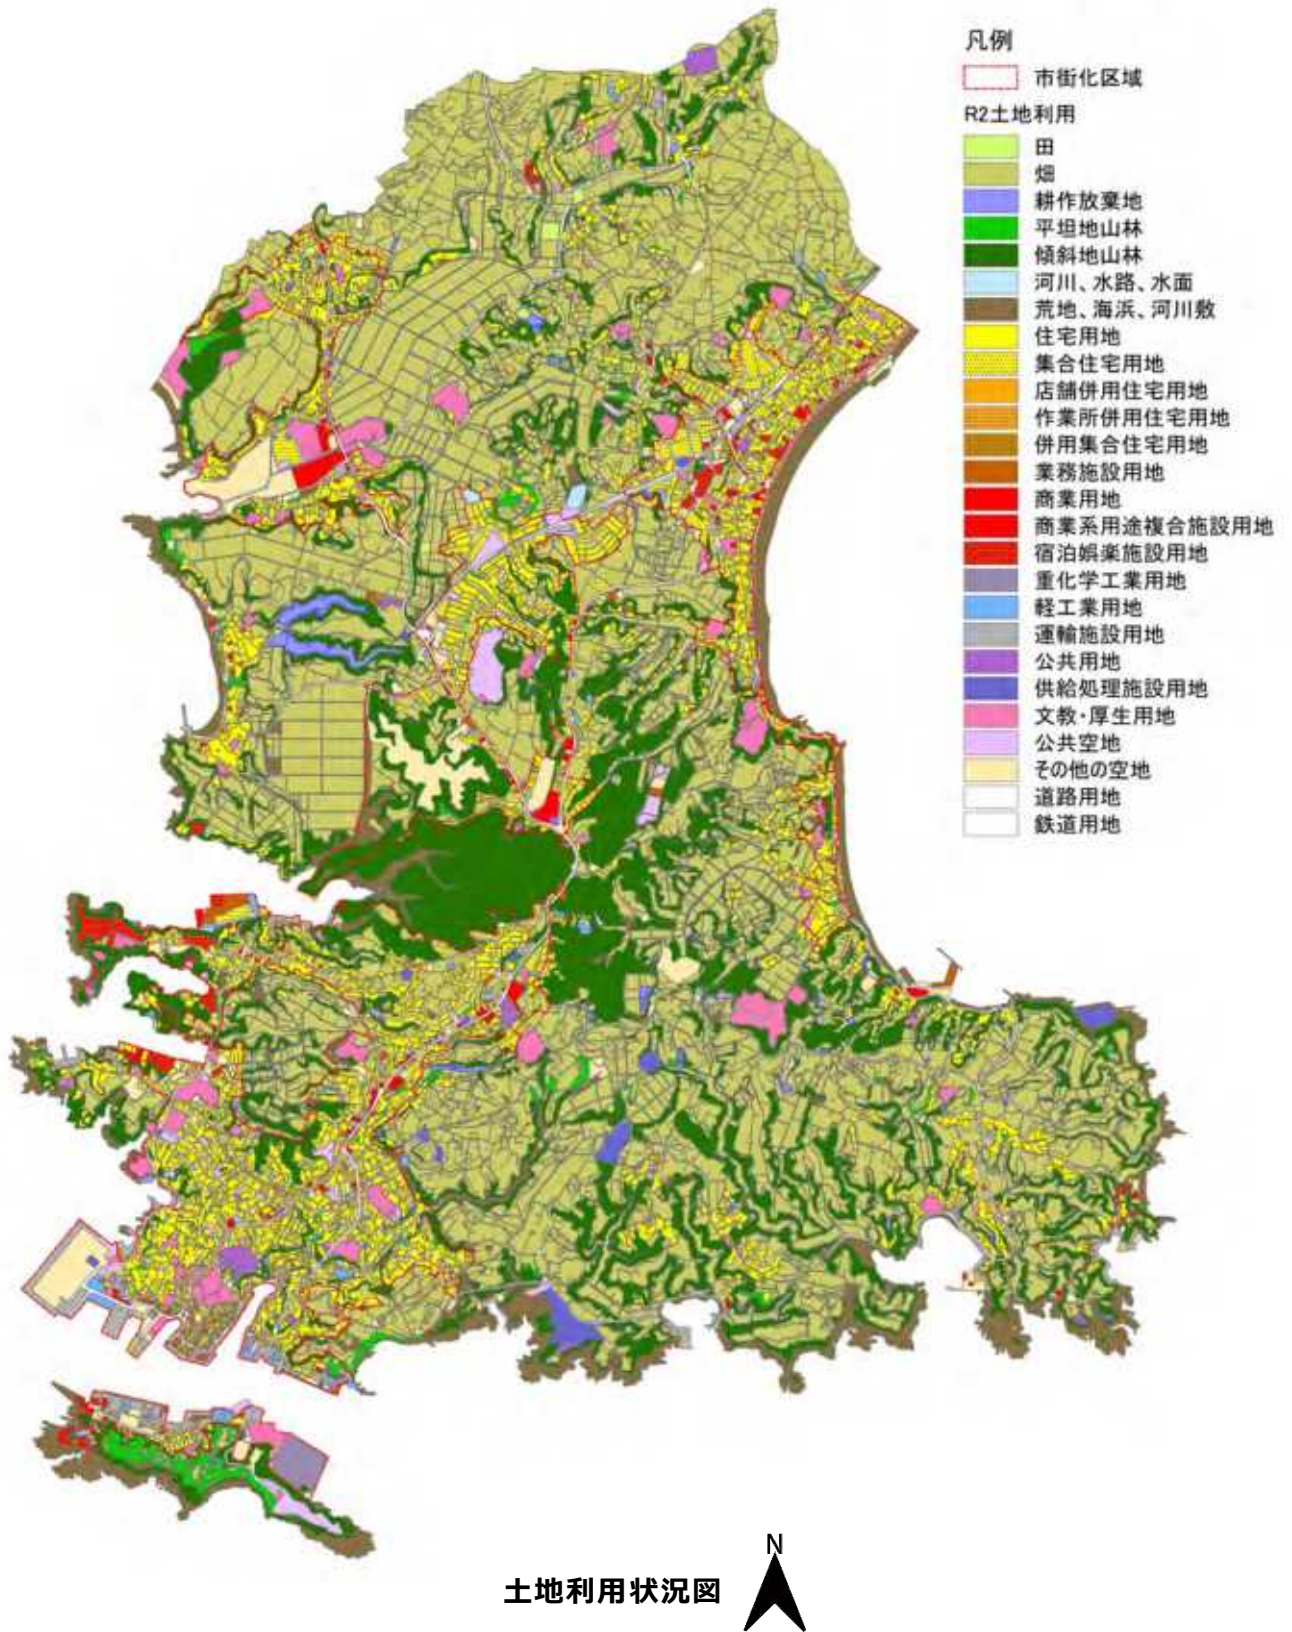 凡例
市街化区域
R2土地利用
田
畑
耕作放棄地
平坦地山林
傾斜地山林
河川、水路、水面
荒地、海浜、河川敷
住宅用地
集合住宅用地
店舗併用住宅用地
作業所併用住宅用地
併用集合住宅用地
業務施設用地
商業用地
商業系用途複合施設用地
宿泊娯楽施設用地
重化学工業用地
軽工業用地
運輸施設用地
公共用地
供給処理施設用地
文教・厚生用地
公共空地
その他の空地
道路用地
鉄道用地
N
土地利用状況図